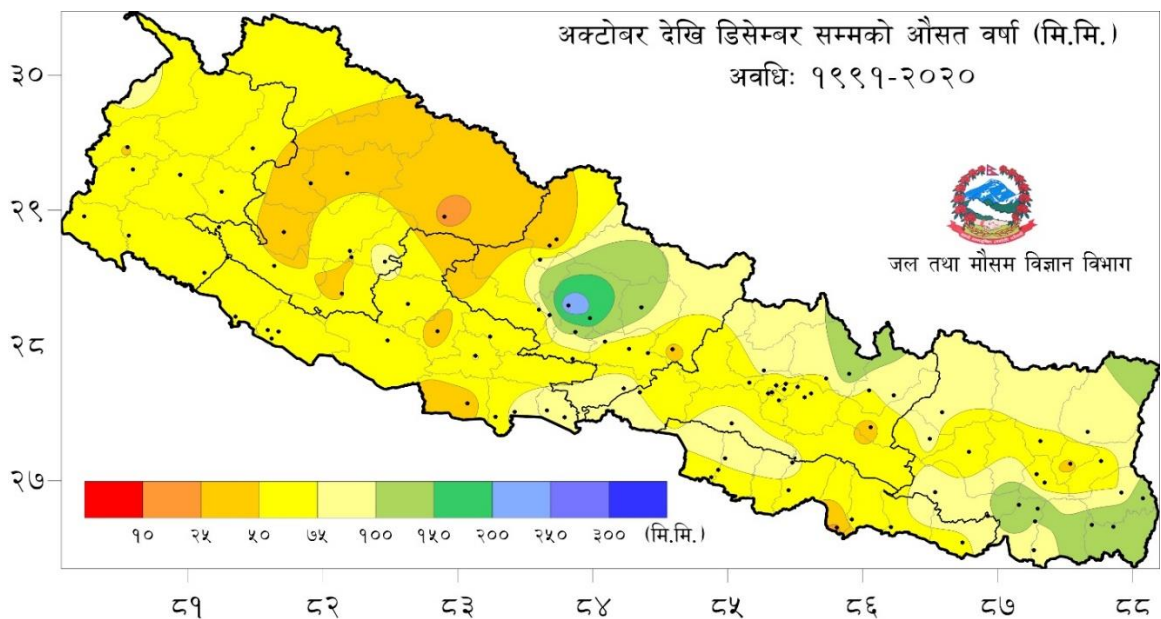 अक्टोबर देखि डिसेम्बर सम्मको औसत वर्षा (मि.मि.)
अवधिः १९९१-२०२०
३०
२९
२८
२७
जल तथा मौसम विज्ञान विभाग
१० २५ ५० ७५ १०० १५० २०० २५० ३०० (मि.मि.)
८१ ८२ ८३ ८४ ८५ ८६ ८७ ८८